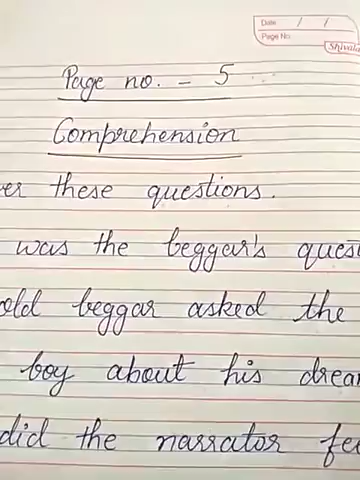 Date / /
Page No.
Shivalal
Page no. - 5
Comprehension
er these questions.
was the beggar's quest
old beggar asked the
boy about his drea
did the narrator fee